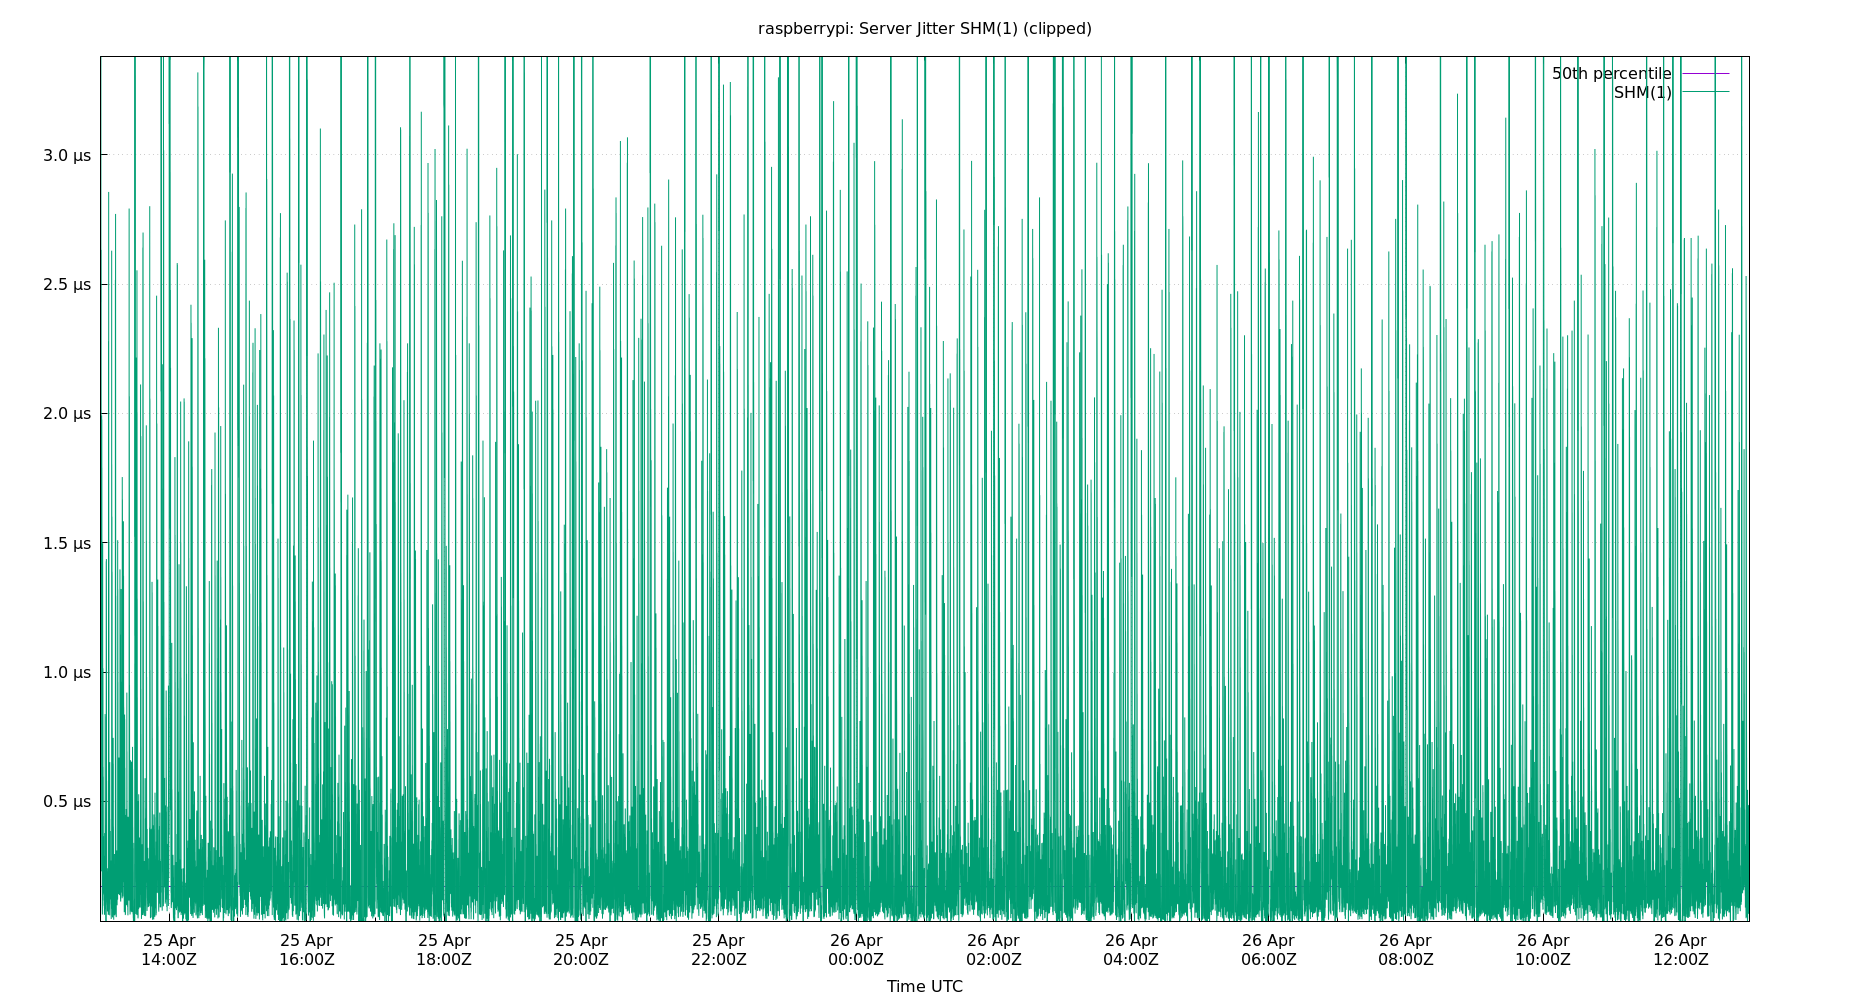 raspberrypi: Server Jitter SHM(1) (clipped)
50th percentile
SHM(1)
3.0 µs
2.5 µs
2.0 µs
1.5 µs
1.0 µs
0.5 µs
25 Apr 25 Apr 25 Apr 25 Apr 25 Apr 26 Apr 26 Apr 26 Apr 26 Apr 26 Apr 26 Apr 26 Apr
14:00Z 16:00Z 18:00Z 20:00Z 22:00Z 00:00Z 02:00Z 04:00Z 06:00Z 08:00Z 10:00Z 12:00Z
Time UTC